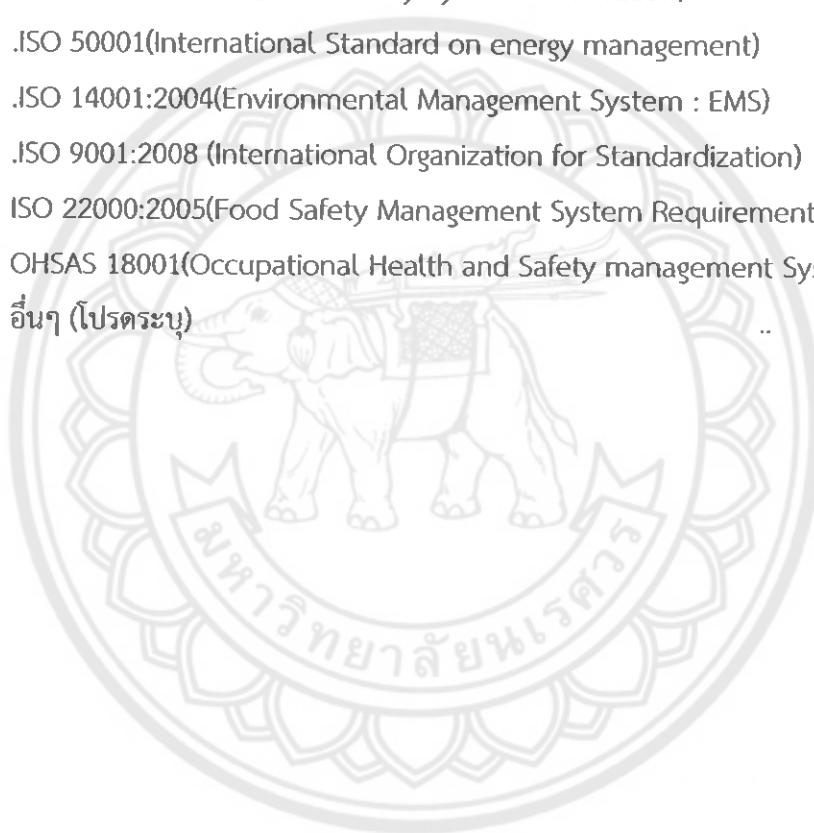 .ISO 50001(International Standard on energy management)
.ISO 14001:2004(Environmental Management System : EMS)
.ISO 9001:2008 (International Organization for Standardization)
ISO 22000:2005(Food Safety Management System Requirement
OHSAS 18001(Occupational Health and Safety management Sys
อื่นๆ (โปรดระบุ) ..
มหาวิทยาลัยนเรศวร